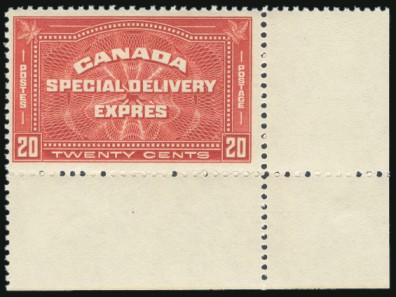 CANADA
SPECIAL DELIVERY
EXPRES
POSTES
POSTAGE
20
20
TWENTY CENTS